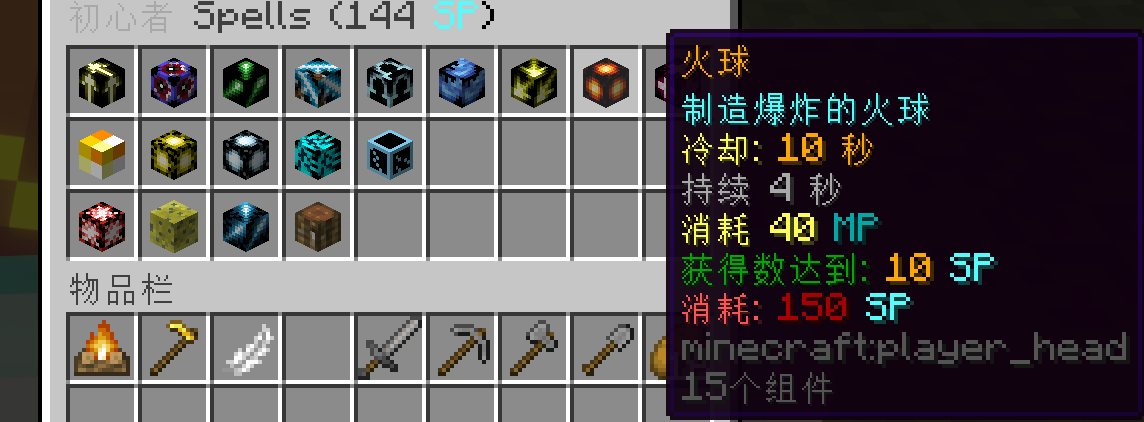 初心者 Spells (144 SP)
火球
制造爆炸的火球
冷却: 10 秒
持续 4 秒
消耗 40 MP
获得数达到: 10 SP
消耗: 150 SP
minecraft:player_head
15个组件
物品栏